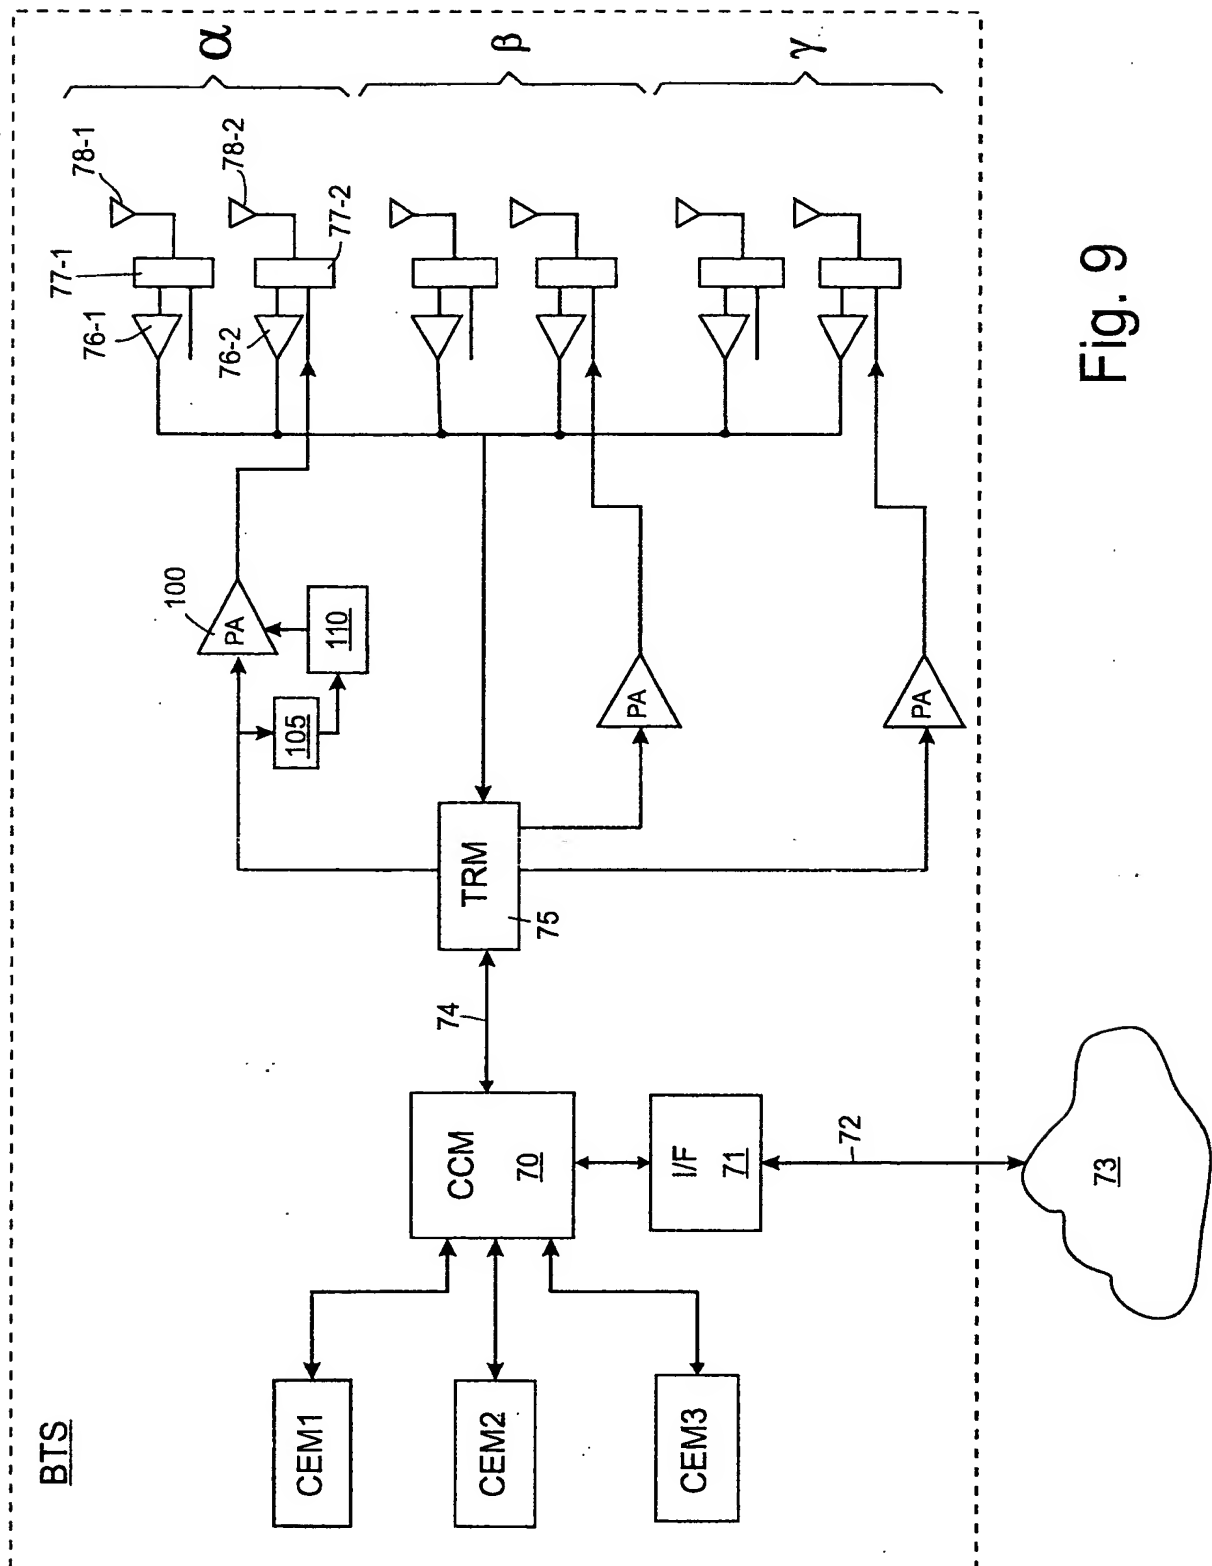 BTS
CEM1
CEM2
CEM3
CCM
70
I/F
71
72
73
74
TRM
75
PA
100
105
110
PA
PA
76-1
77-1
78-1
76-2
77-2
78-2
α
β
γ
Fig. 9